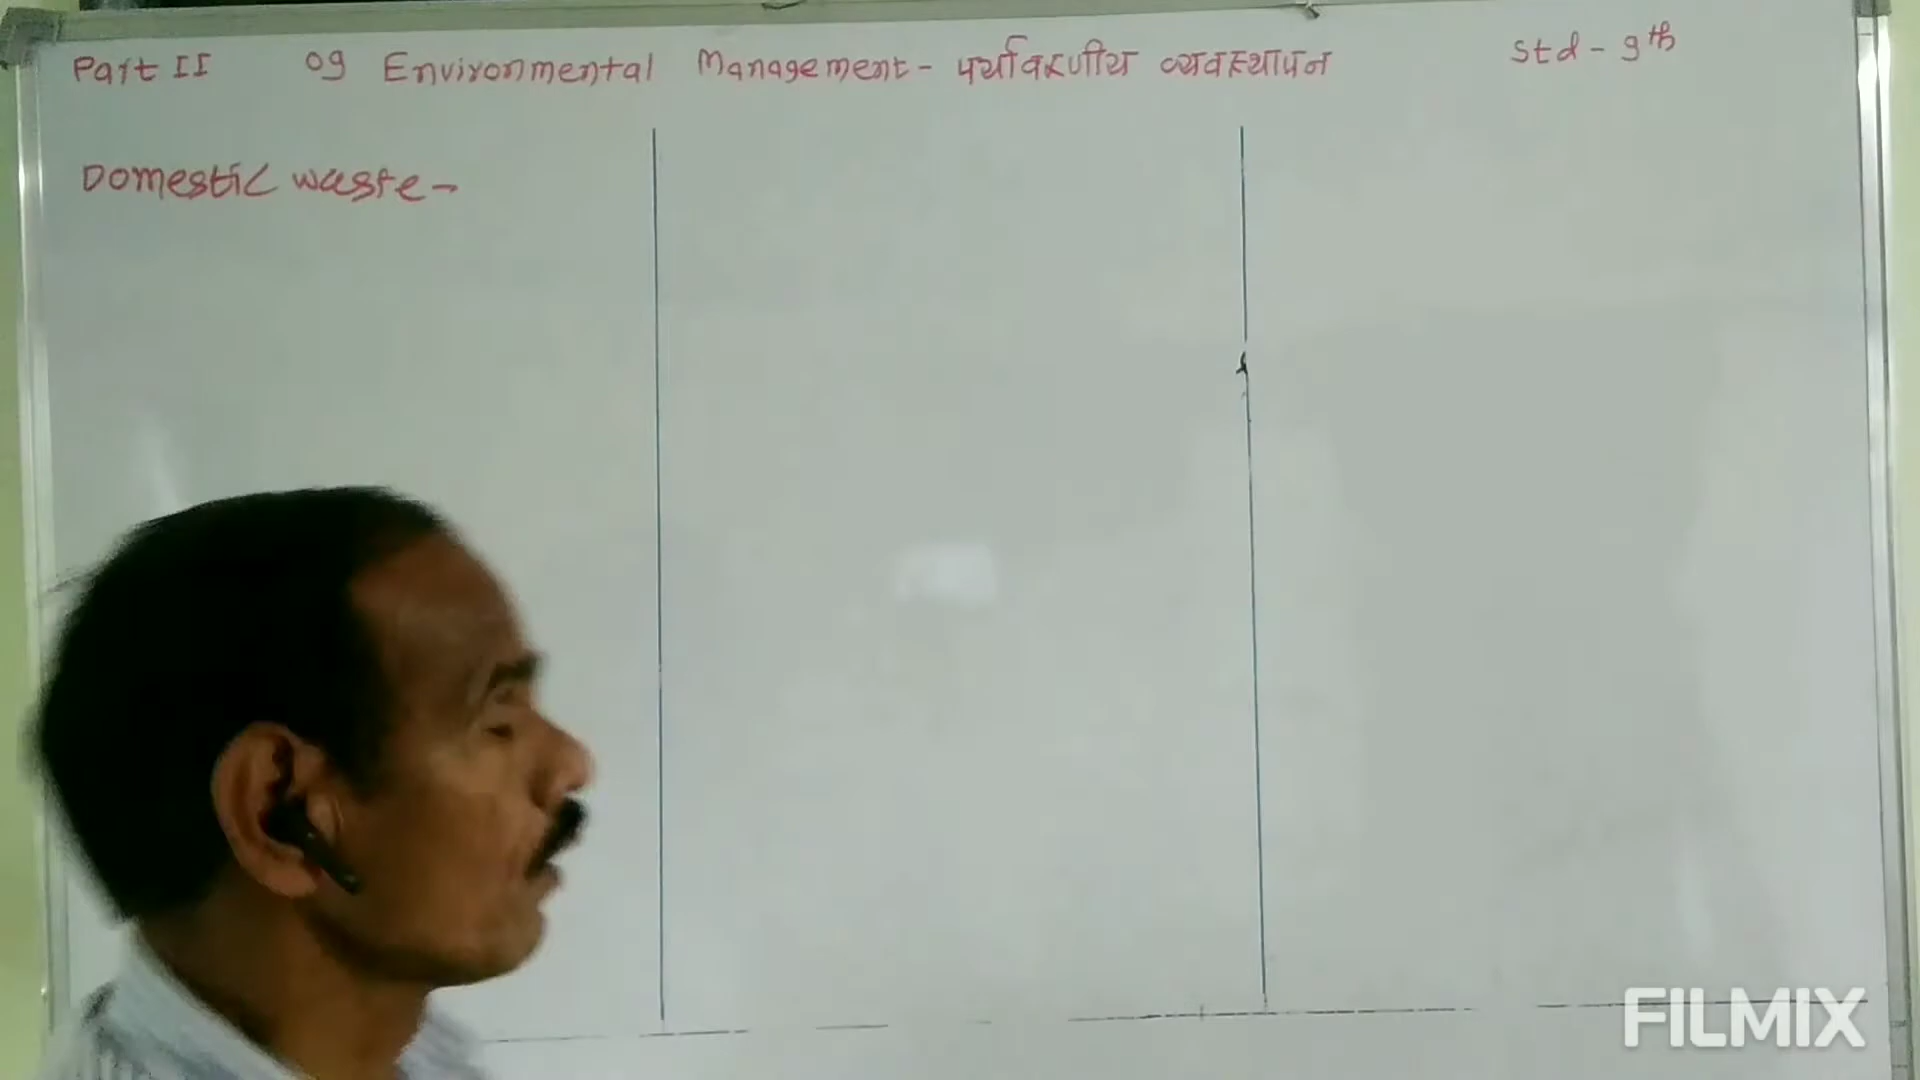 Part II 09 Environmental Management - पर्यावरणीय व्यवस्थापन Std - 9th
Domestic waste -
FILMIX